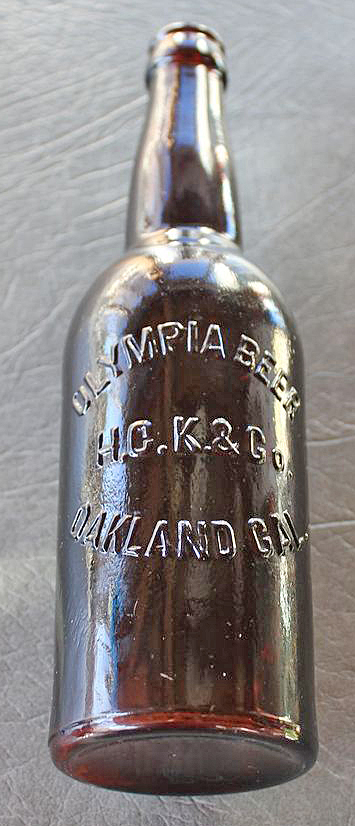 OLYMPIA BEER
H.G.K.& Co.
OAKLAND CAL.